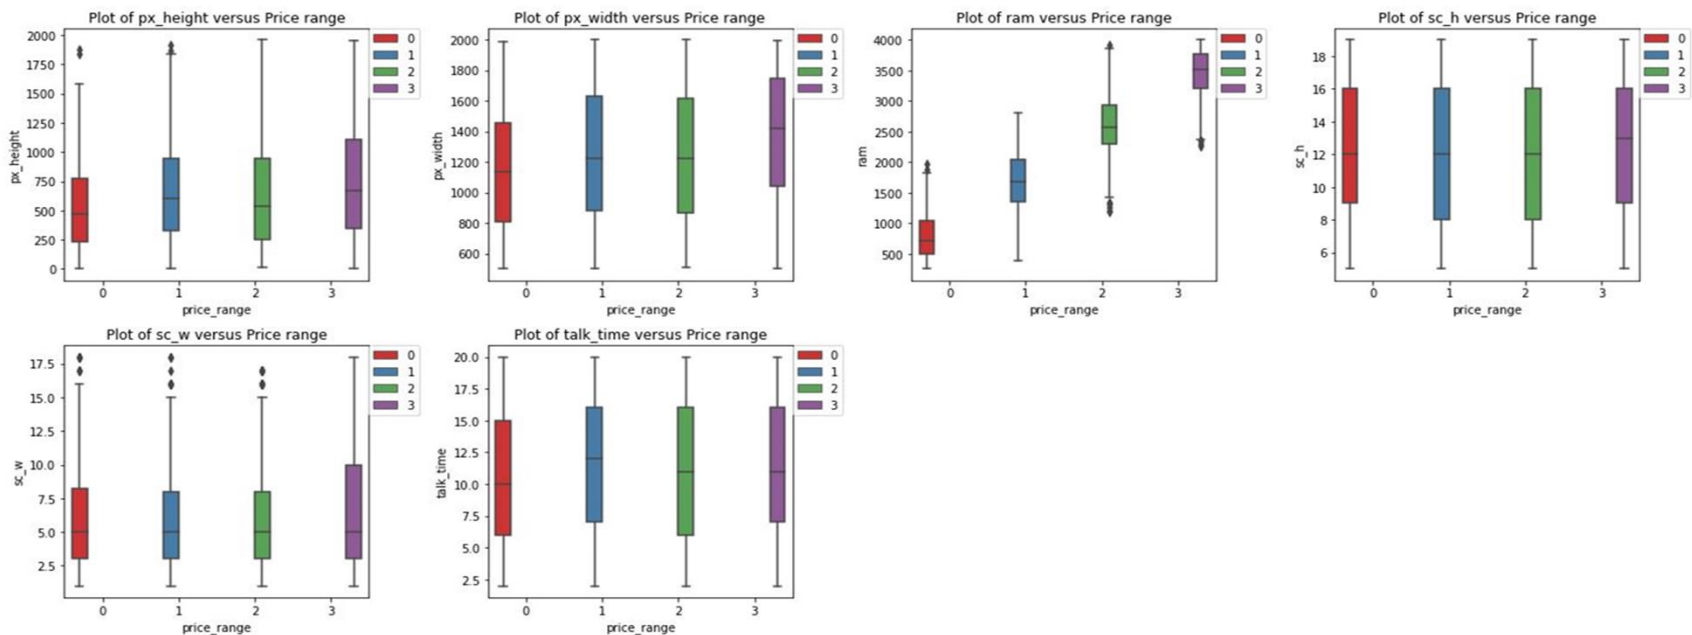 Plot of px_height versus Price range
2000
1750
1500
1250
1000
750
500
250
0
px_height
0 1 2 3
price_range
0
1
2
3
Plot of px_width versus Price range
2000
1800
1600
1400
1200
1000
800
600
px_width
0 1 2 3
price_range
0
1
2
3
Plot of ram versus Price range
4000
3500
3000
2500
2000
1500
1000
500
ram
0 1 2 3
price_range
0
1
2
3
Plot of sc_h versus Price range
18
16
14
12
10
8
6
sc_h
0 1 2 3
price_range
0
1
2
3
Plot of sc_w versus Price range
17.5
15.0
12.5
10.0
7.5
5.0
2.5
sc_w
0 1 2 3
price_range
0
1
2
3
Plot of talk_time versus Price range
20.0
17.5
15.0
12.5
10.0
7.5
5.0
2.5
talk_time
0 1 2 3
price_range
0
1
2
3